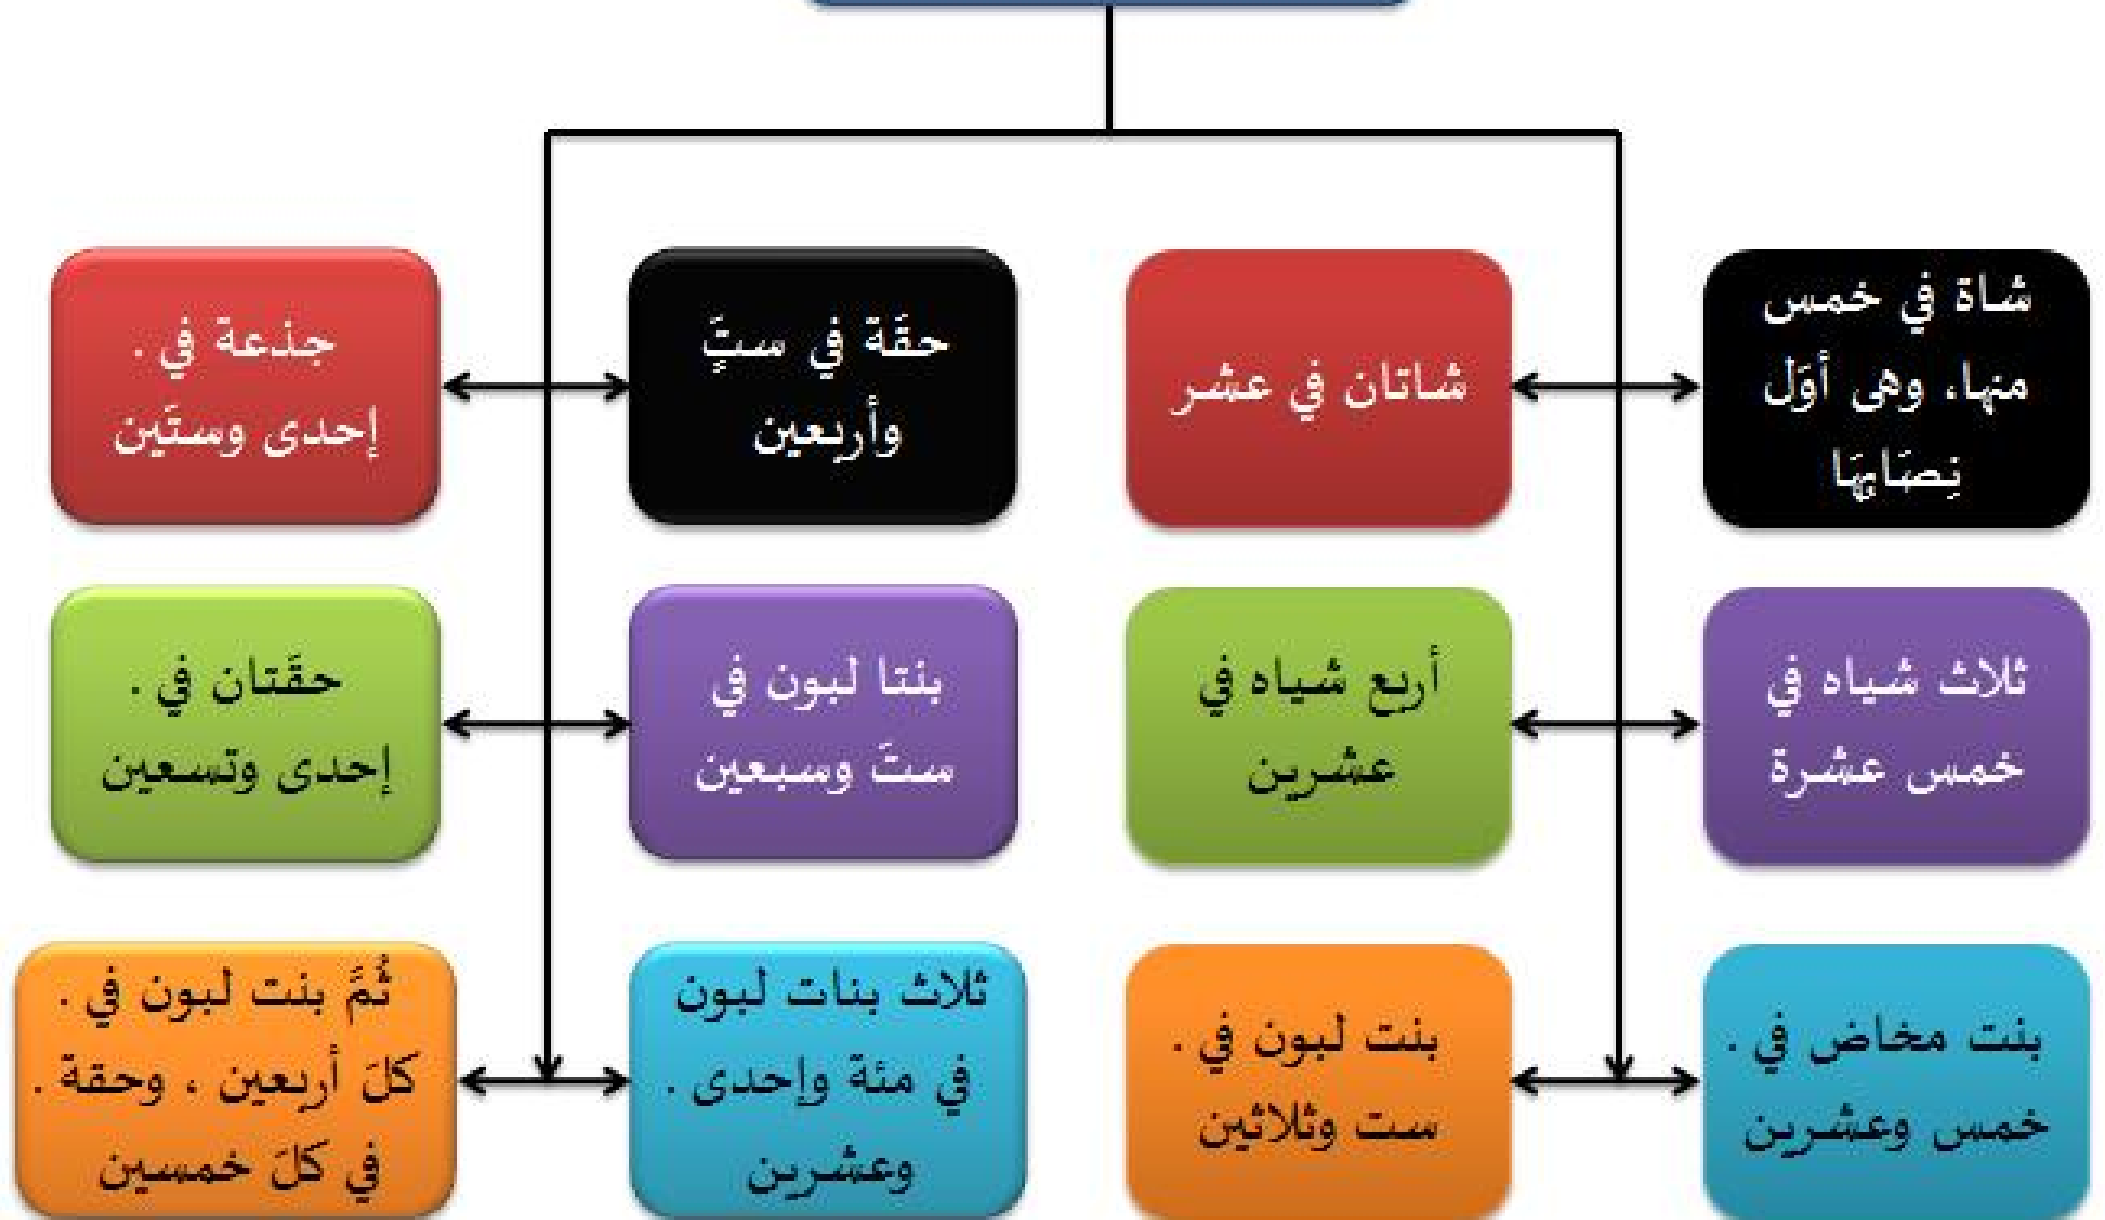 شاة في خمس
منها، وهى أوَل
نِصَابِهَا
شاتان في عشر
ثلاث شياه في
خمس عشرة
أربع شياه في
عشرين
بنت مخاض في .
خمس وعشرين
بنت لبون في .
ست وثلاثين
حقَة في ستٍَ
وأربعين
جذعة في .
إحدى وستَين
بنتا لبون في
ستَ وسبعين
حقَتان في .
إحدى وتسعين
ثلاث بنات لبون
في مئة وإحدى .
وعشرين
ثُمَّ بنت لبون في .
كلَ أربعين ، وحقة .
في كلَ خمسين